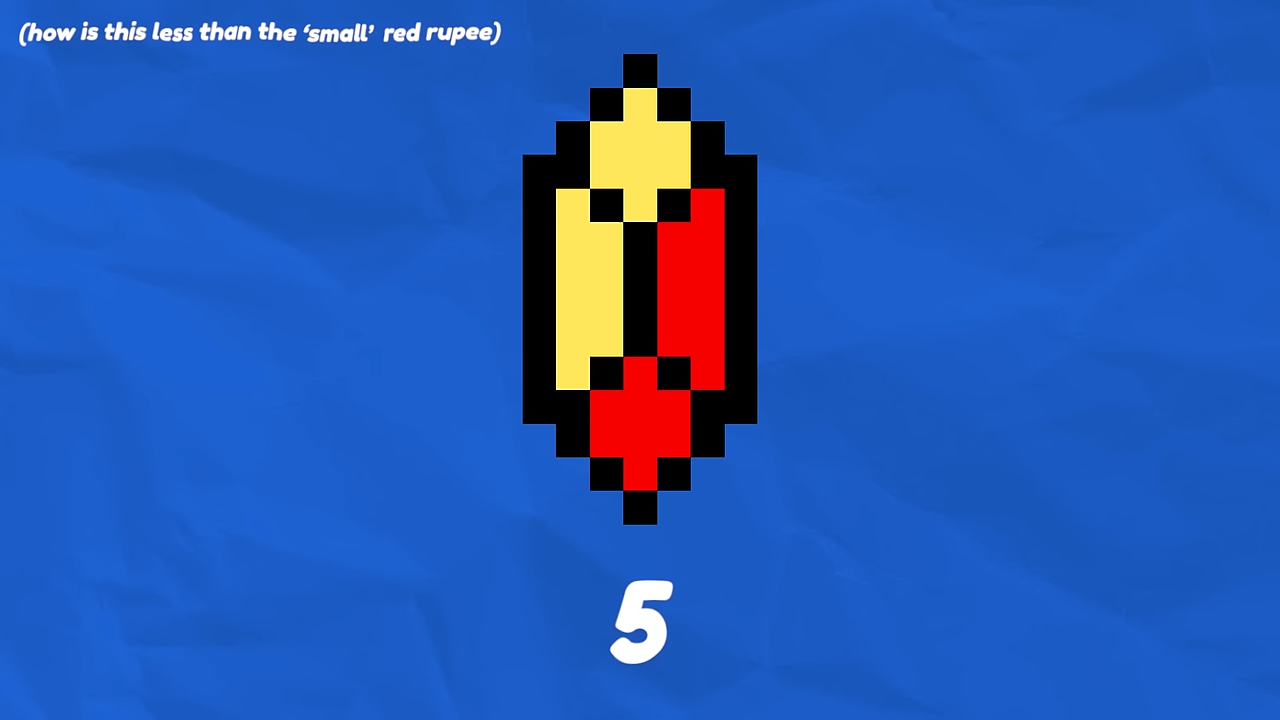 (how is this less than the ‘small’ red rupee)
5